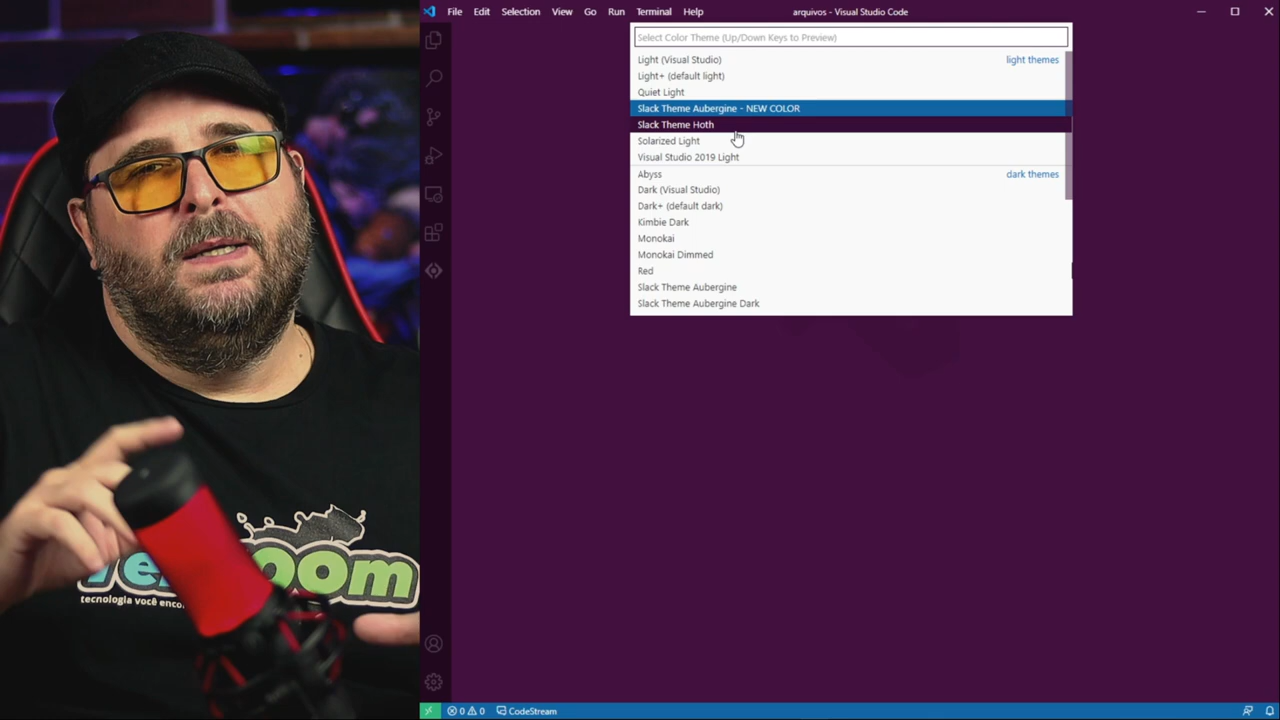 File Edit Selection View Go Run Terminal Help arquivos - Visual Studio Code
Select Color Theme (Up/Down Keys to Preview)
Light (Visual Studio) light themes
Light+ (default light)
Quiet Light
Slack Theme Aubergine - NEW COLOR
Slack Theme Hoth
Solarized Light
Visual Studio 2019 Light
Abyss dark themes
Dark (Visual Studio)
Dark+ (default dark)
Kimbie Dark
Monokai
Monokai Dimmed
Red
Slack Theme Aubergine
Slack Theme Aubergine Dark
tecnologia você
0 0 CodeStream